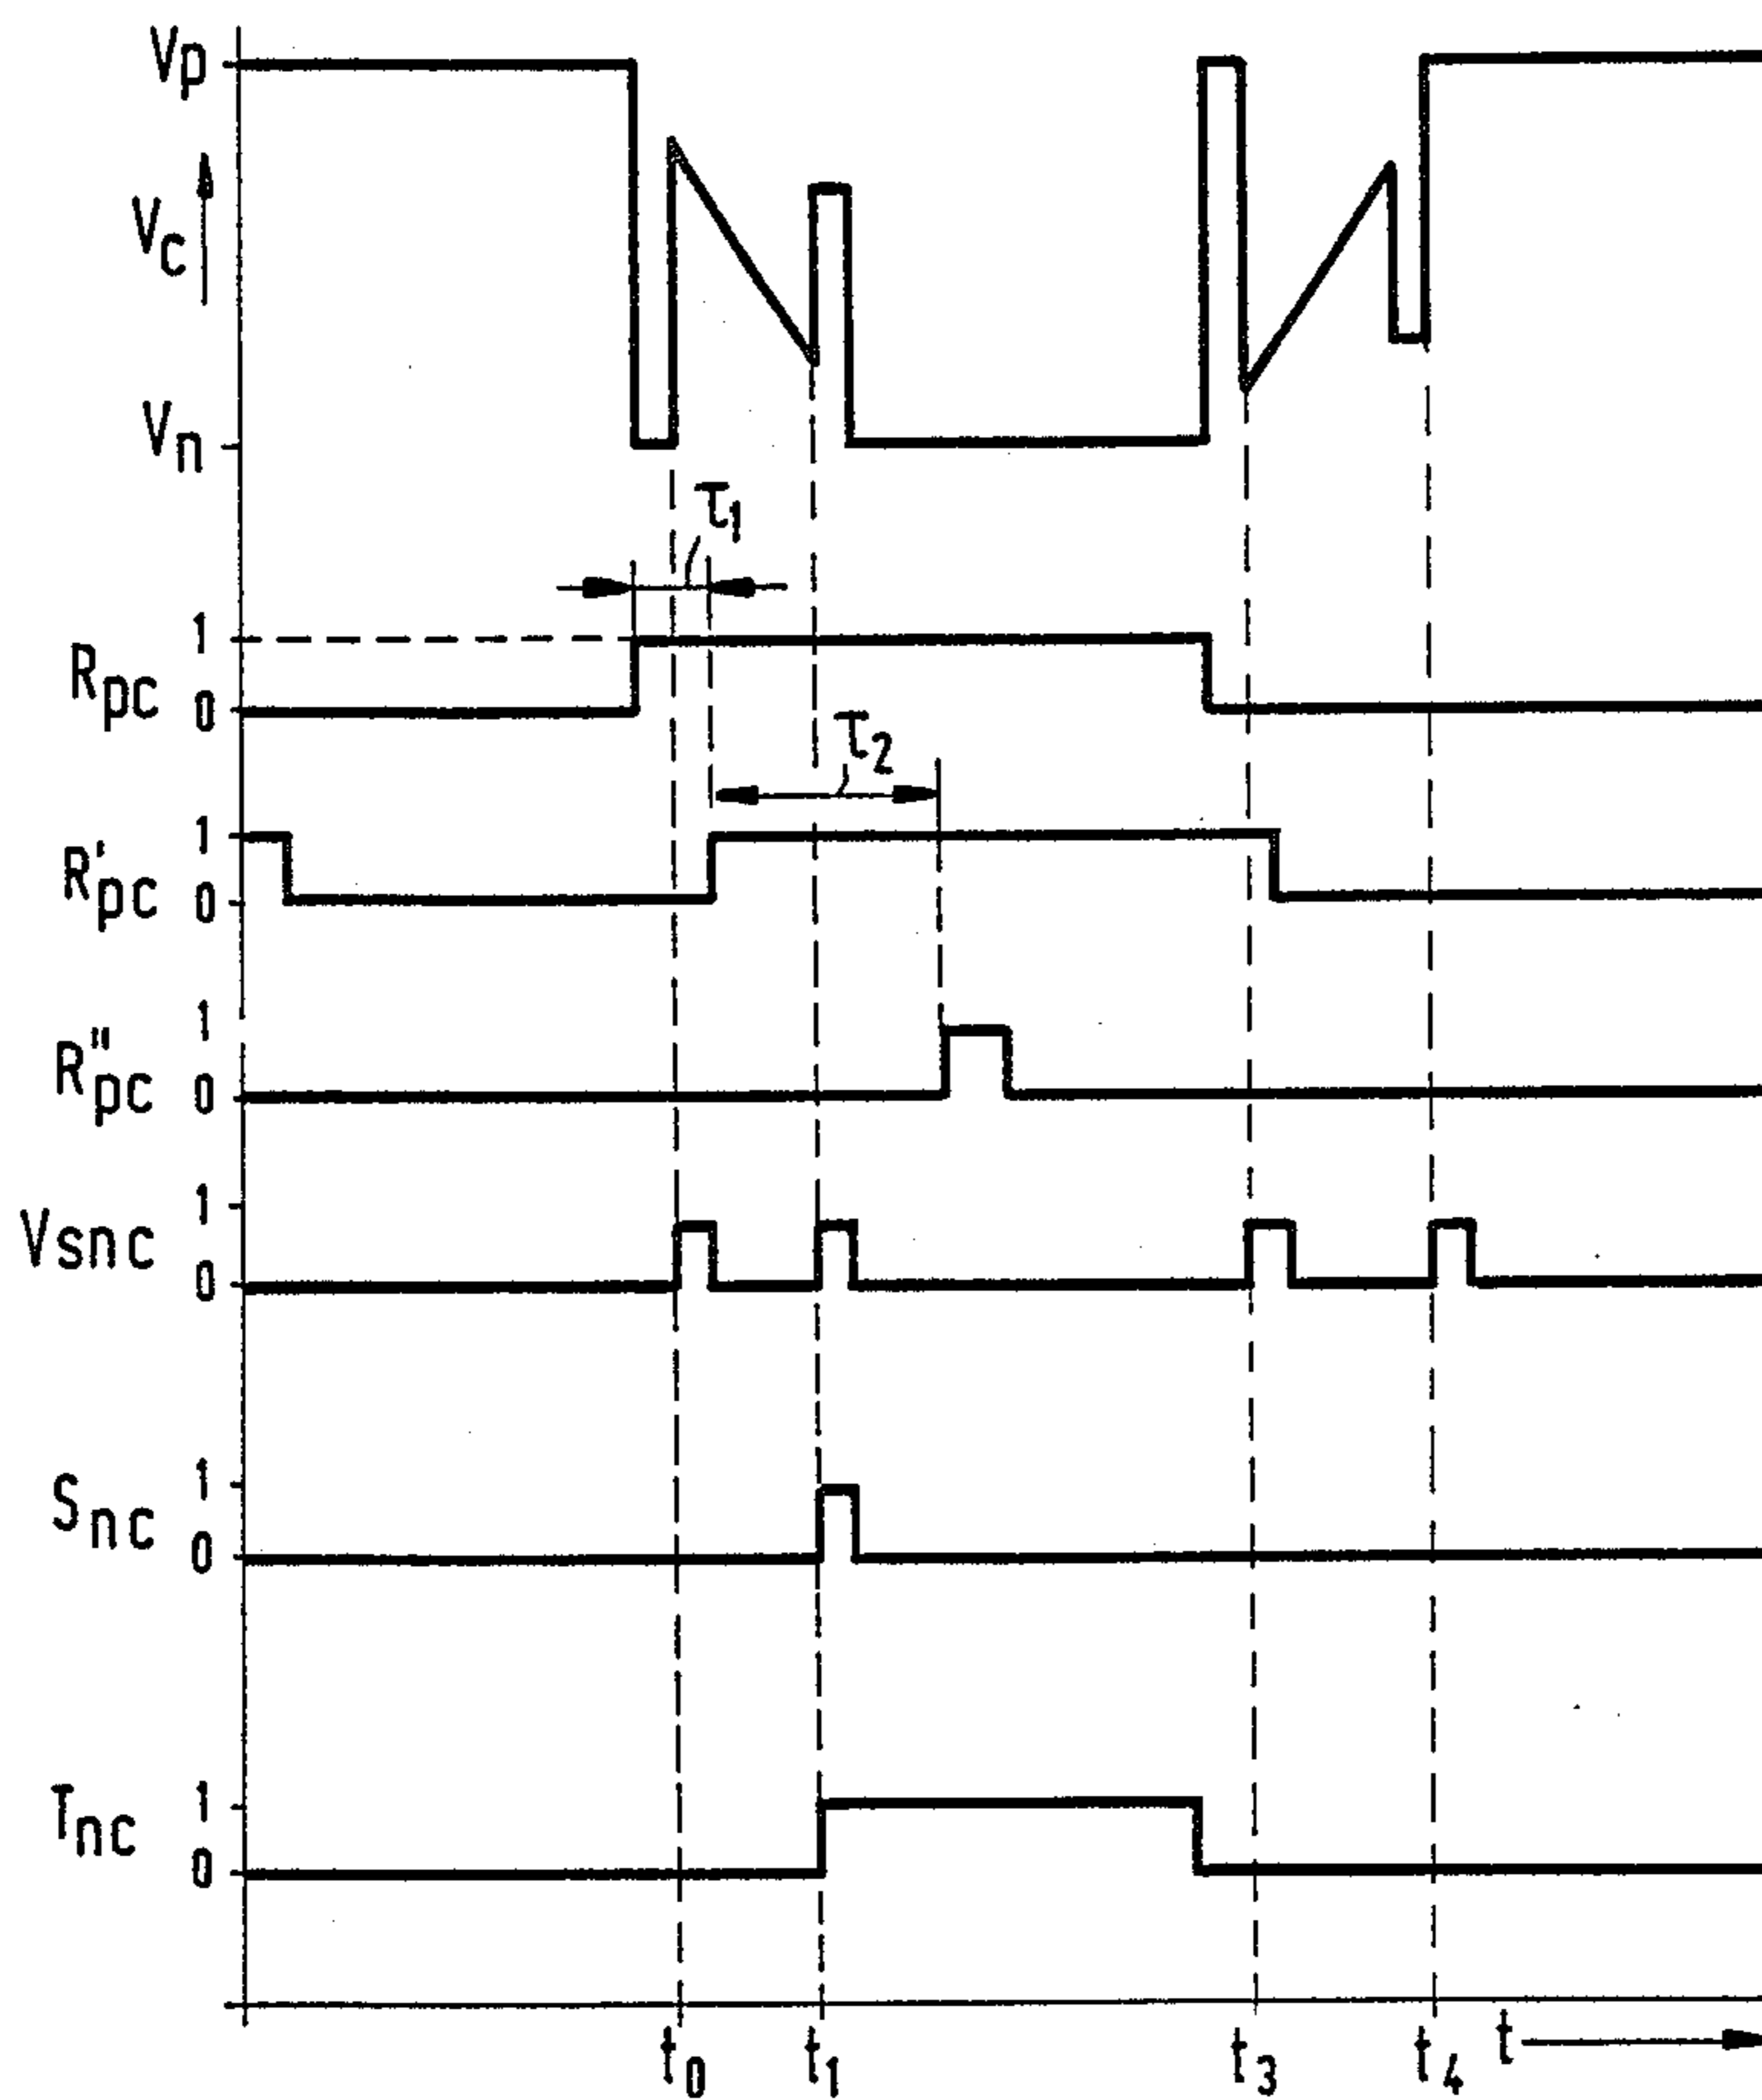 Vp
Vc
Vn
τ1
Rpc 1 0
τ2
R'pc 1 0
R"pc 1 0
Vsnc 1 0
Snc 1 0
Tnc 1 0
t0 t1 t3 t4 t